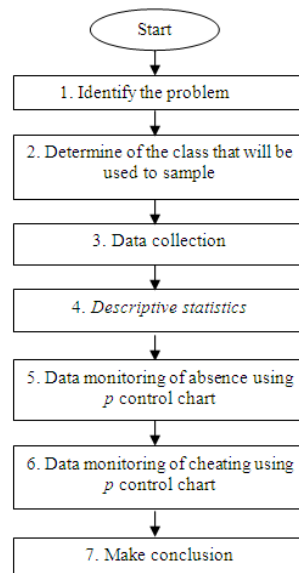 Start
1. Identify the problem
2. Determine of the class that will be
used to sample
3. Data collection
4. Descriptive statistics
5. Data monitoring of absence using
p control chart
6. Data monitoring of cheating using
p control chart
7. Make conclusion